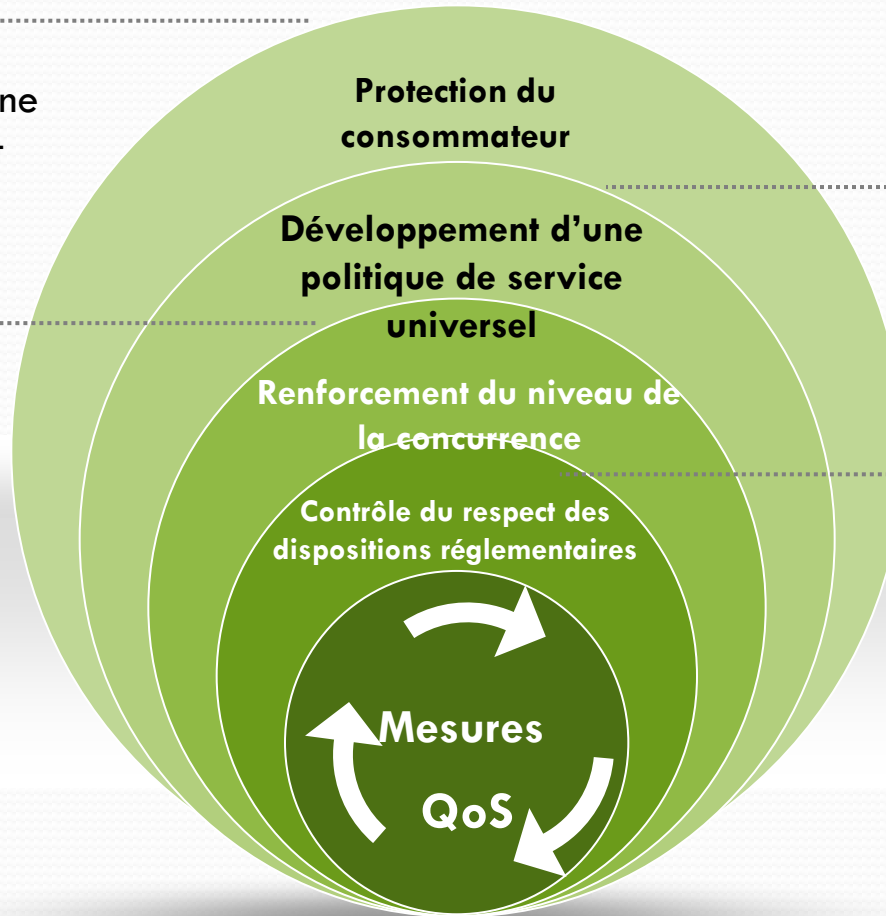 Protection du
consommateur
Développement d'une
politique de service
universel
Renforcement du niveau de
la concurrence
Contrôle du respect des
dispositions réglementaires
Mesures
QoS